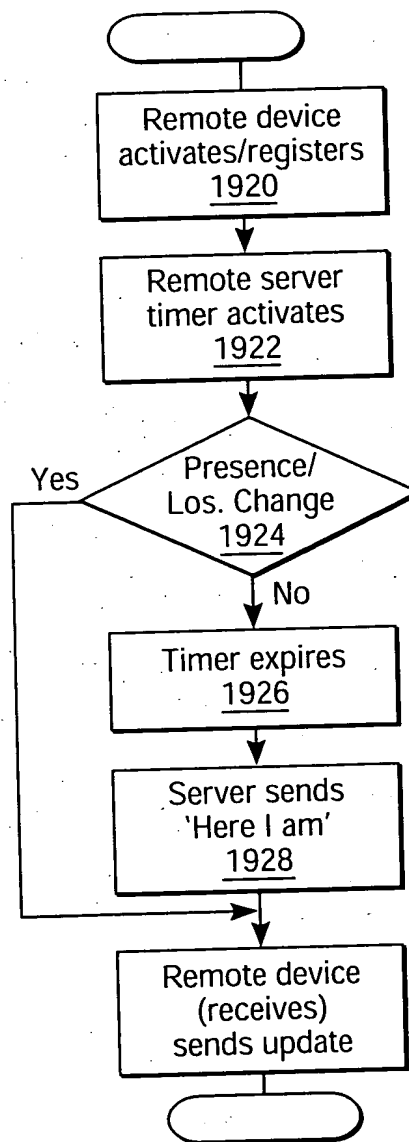 Remote device
activates/registers
1920
Remote server
timer activates
1922
Presence/
Los. Change
1924
Yes
No
Timer expires
1926
Server sends
'Here I am'
1928
Remote device
(receives)
sends update